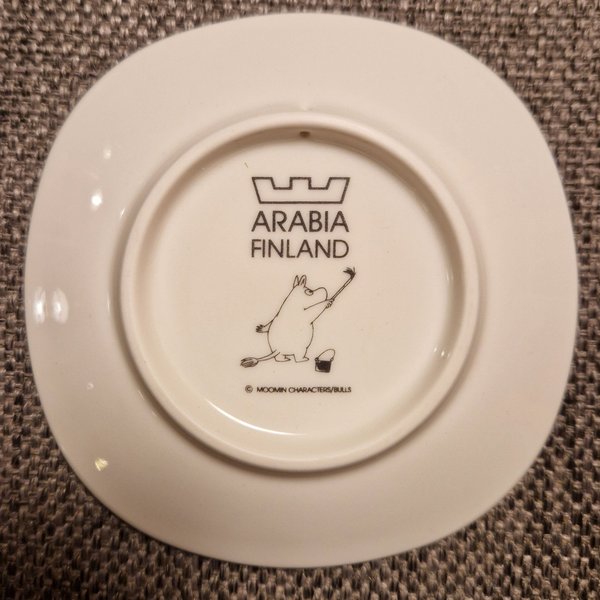 ARABIA
FINLAND
© MOOMIN CHARACTERS/BULLS